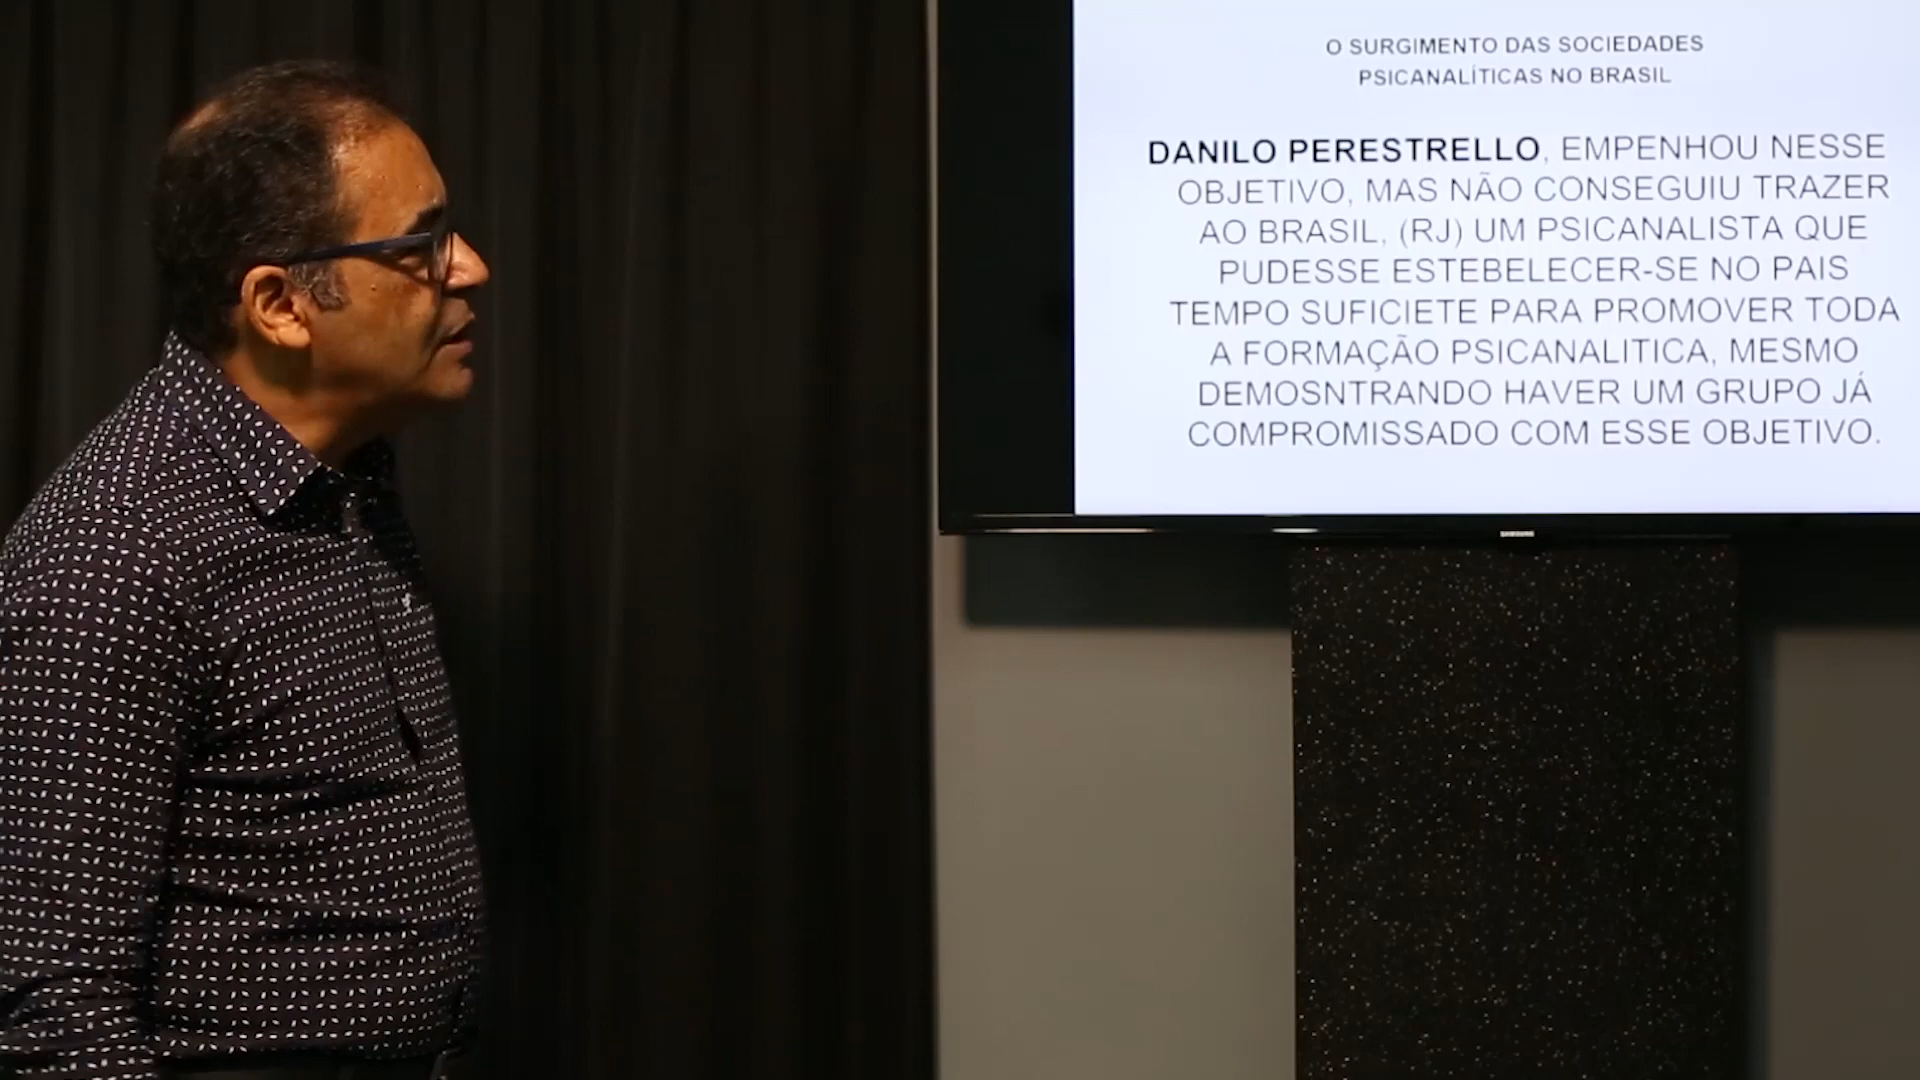 O SURGIMENTO DAS SOCIEDADES
PSICANALÍTICAS NO BRASIL
DANILO PERESTRELLO, EMPENHOU NESSE
OBJETIVO, MAS NÃO CONSEGUIU TRAZER
AO BRASIL, (RJ) UM PSICANALISTA QUE
PUDESSE ESTEBELECER-SE NO PAIS
TEMPO SUFICIETE PARA PROMOVER TODA
A FORMAÇÃO PSICANALITICA, MESMO
DEMOSNTRANDO HAVER UM GRUPO JÁ
COMPROMISSADO COM ESSE OBJETIVO.
SAMSUNG